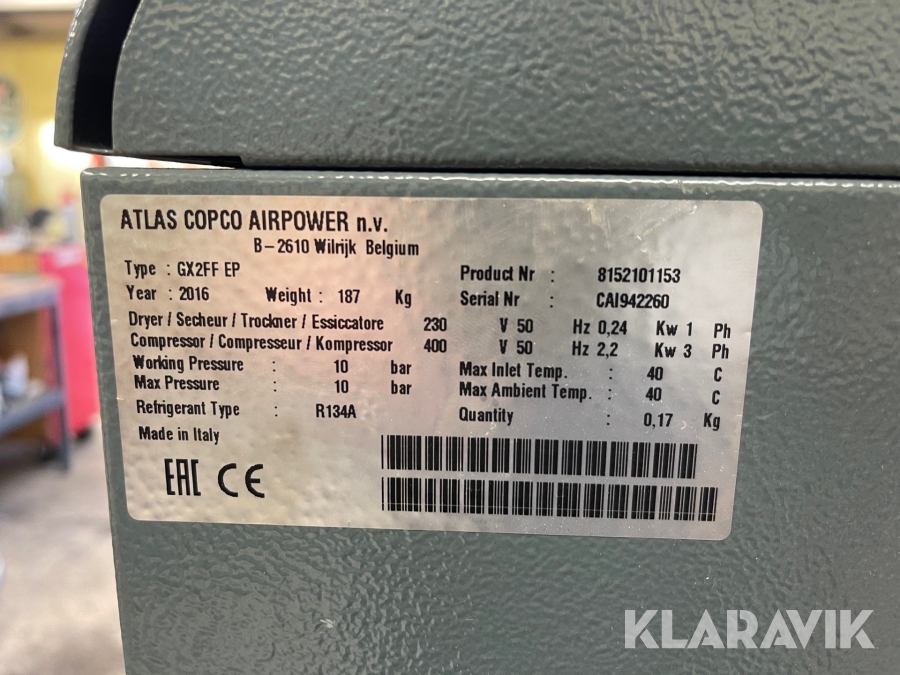 ATLAS COPCO AIRPOWER n.v.
B-2610 Wilrijk Belgium
Type : GX2FF EP Product Nr : 8152101153
Year : 2016 Weight : 187 Kg Serial Nr : CAI942260
Dryer / Secheur / Trockner / Essiccatore 230 V 50 Hz 0,24 Kw 1 Ph
Compressor / Compresseur / Kompressor 400 V 50 Hz 2,2 Kw 3 Ph
Working Pressure : 10 bar Max Inlet Temp. : 40 C
Max Pressure : 10 bar Max Ambient Temp. : 40 C
Refrigerant Type : R134A Quantity : 0,17 Kg
Made in Italy
EAC CE
KLARAVIK